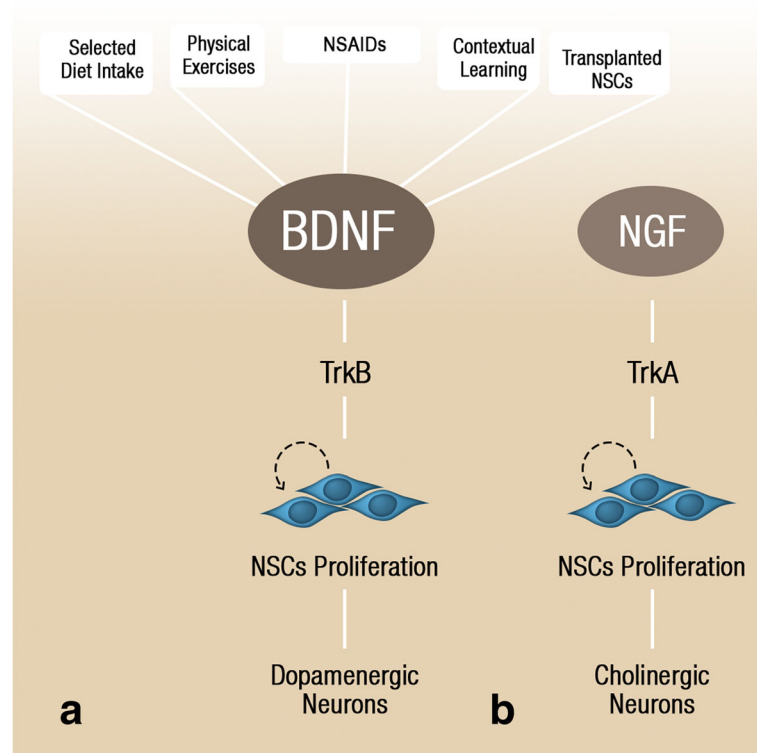 Selected
Diet Intake
Physical
Exercises
NSAIDs
Contextual
Learning
Transplanted
NSCs
BDNF
NGF
TrkB
TrkA
NSCs Proliferation
NSCs Proliferation
Dopamenergic
Neurons
Cholinergic
Neurons
a
b